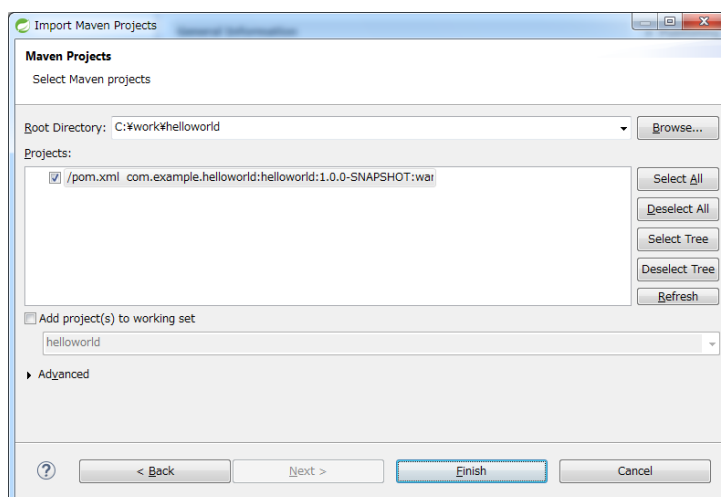 Import Maven Projects
General Information
Maven Projects
Select Maven projects
Root Directory: C:¥work¥helloworld Browse...
Projects:
/pom.xml com.example.helloworld:helloworld:1.0.0-SNAPSHOT:war
Select All
Deselect All
Select Tree
Deselect Tree
Refresh
Add project(s) to working set
helloworld
Advanced
? < Back Next > Finish Cancel